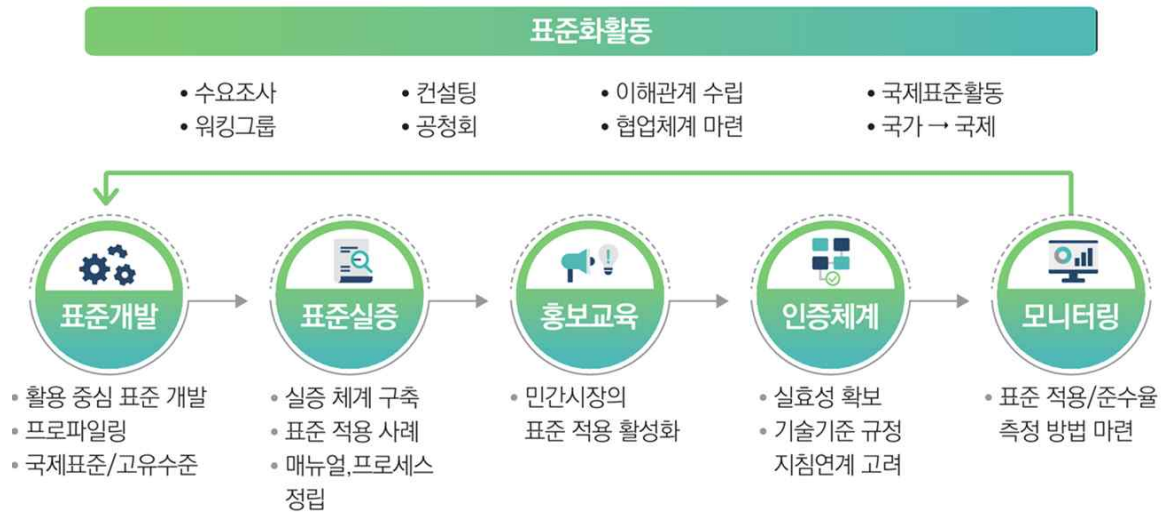 표준화활동
• 수요조사
• 워킹그룹
• 컨설팅
• 공청회
• 이해관계 수립
• 협업체계 마련
• 국제표준활동
• 국가 → 국제
표준개발
• 활용 중심 표준 개발
• 프로파일링
• 국제표준/고유수준
표준실증
• 실증 체계 구축
• 표준 적용 사례
• 매뉴얼,프로세스
정립
홍보교육
• 민간시장의
표준 적용 활성화
인증체계
• 실효성 확보
• 기술기준 규정
지침연계 고려
모니터링
• 표준 적용/준수율
측정 방법 마련